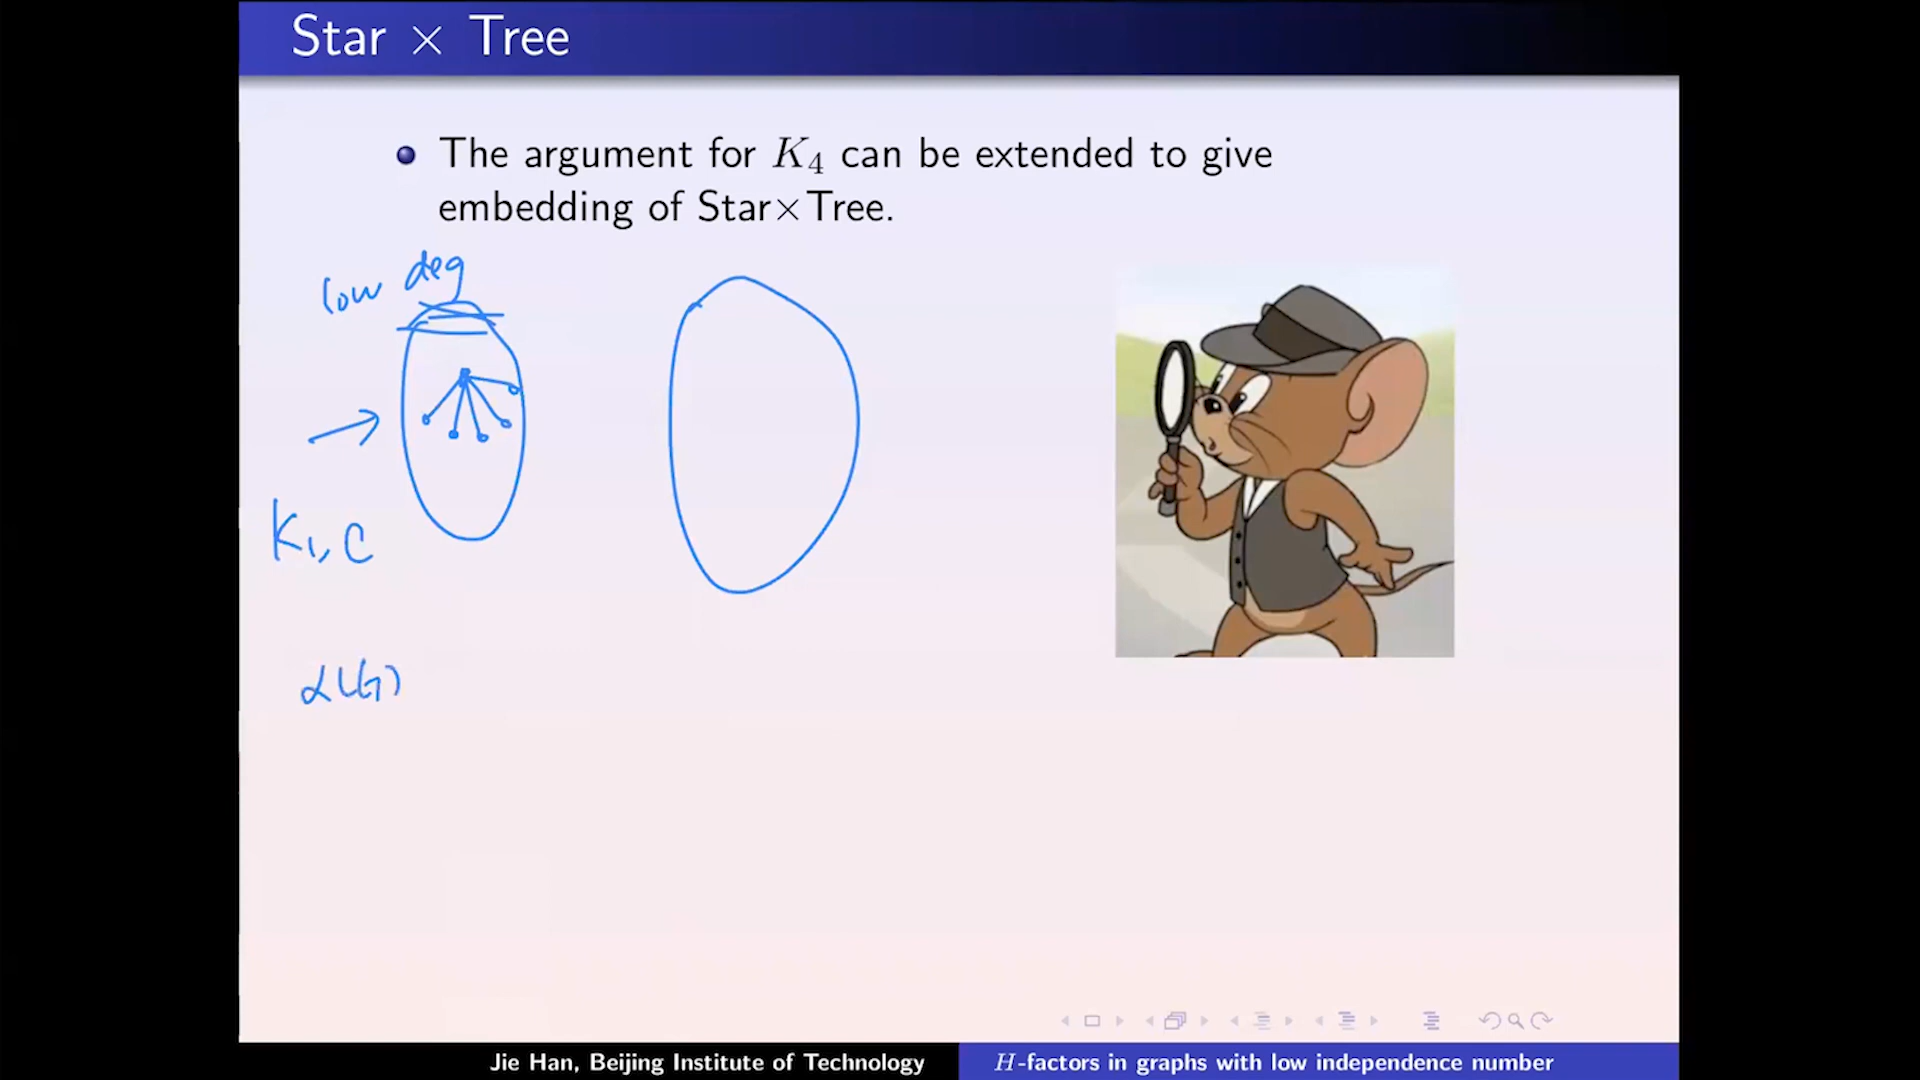 Star × Tree
The argument for K₄ can be extended to give
embedding of Star×Tree.
low deg
K₁,C
α(G)
Jie Han, Beijing Institute of Technology
H-factors in graphs with low independence number